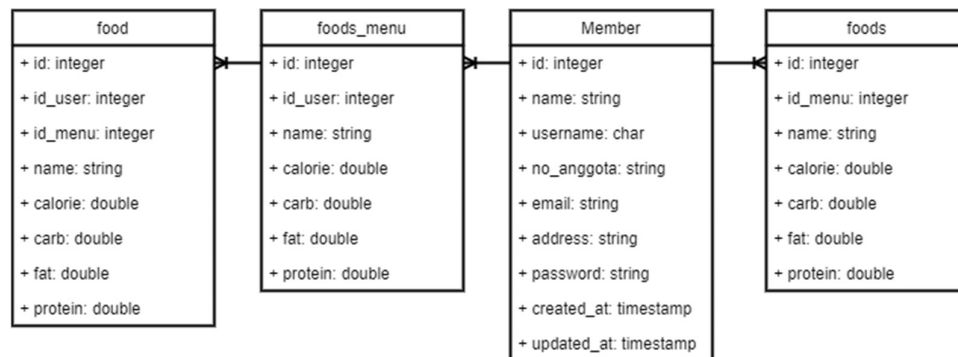 food
+ id: integer
+ id_user: integer
+ id_menu: integer
+ name: string
+ calorie: double
+ carb: double
+ fat: double
+ protein: double
foods_menu
+ id: integer
+ id_user: integer
+ name: string
+ calorie: double
+ carb: double
+ fat: double
+ protein: double
Member
+ id: integer
+ name: string
+ username: char
+ no_anggota: string
+ email: string
+ address: string
+ password: string
+ created_at: timestamp
+ updated_at: timestamp
foods
+ id: integer
+ id_menu: integer
+ name: string
+ calorie: double
+ carb: double
+ fat: double
+ protein: double